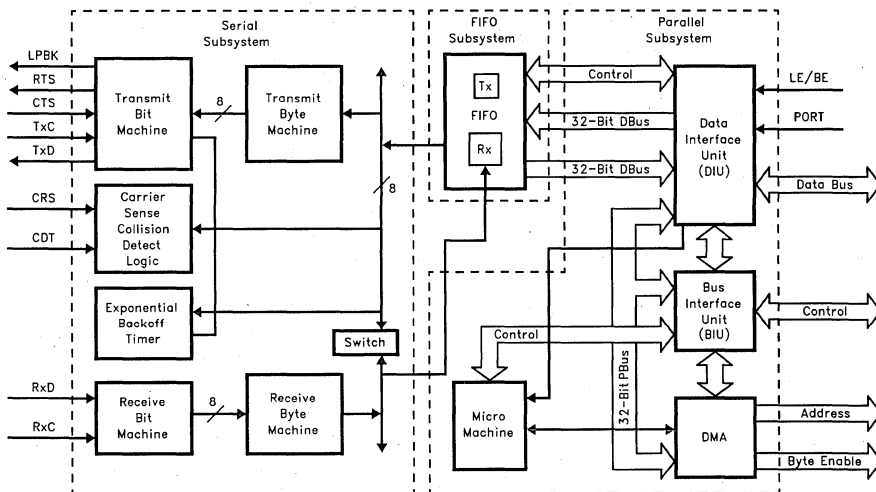 Serial
Subsystem
FIFO
Subsystem
Parallel
Subsystem
LPBK
RTS
CTS
TxC
TxD
Transmit
Bit
Machine
8
Transmit
Byte
Machine
8
Tx
FIFO
Rx
Control
32-Bit DBus
32-Bit DBus
Data
Interface
Unit
(DIU)
LE/BE
PORT
Data Bus
CRS
CDT
Carrier
Sense
Collision
Detect
Logic
Exponential
Backoff
Timer
Switch
Control
Bus
Interface
Unit
(BIU)
Control
RxD
RxC
Receive
Bit
Machine
8
Receive
Byte
Machine
Micro
Machine
32-Bit PBus
DMA
Address
Byte Enable